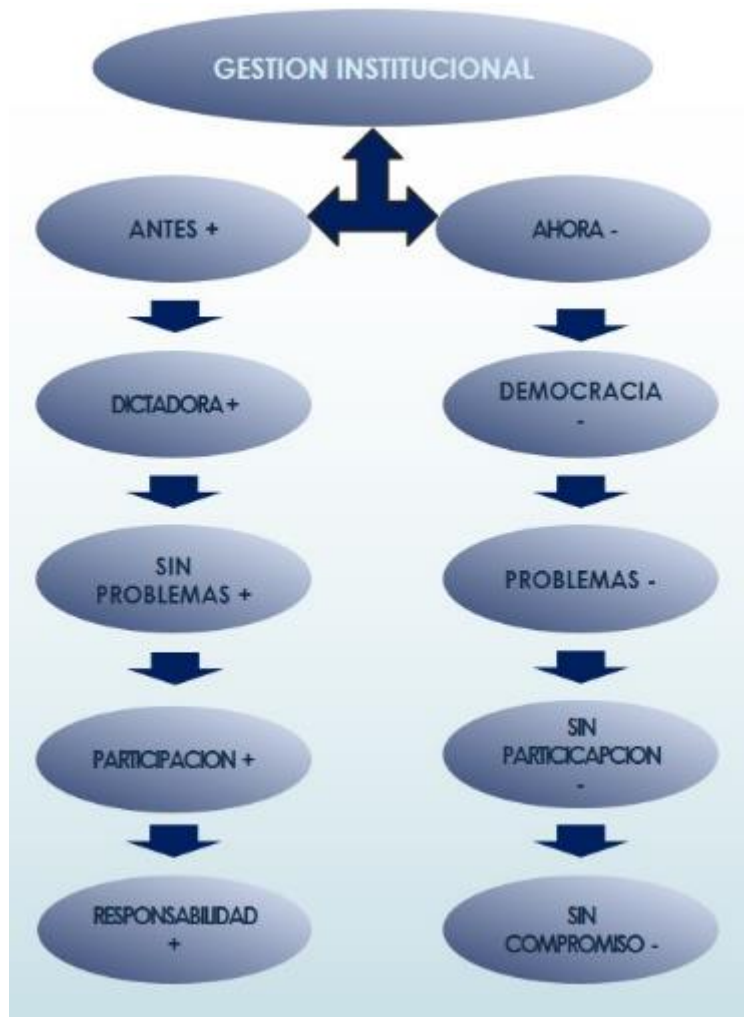 GESTION INSTITUCIONAL
ANTES +
AHORA -
DICTADORA +
DEMOCRACIA
-
SIN
PROBLEMAS +
PROBLEMAS -
PARTICIPACION +
SIN
PARTICICAPCION
-
RESPONSABILIDAD
+
SIN
COMPROMISO -